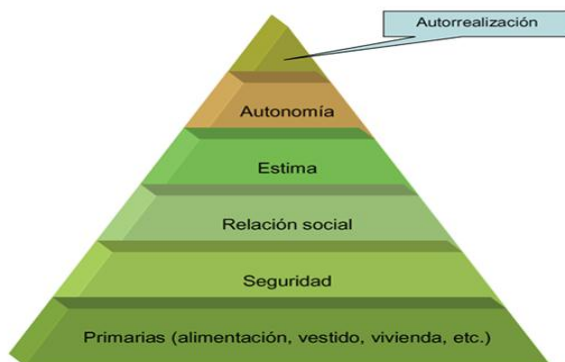 Autorrealización
Autonomía
Estima
Relación social
Seguridad
Primarias (alimentación, vestido, vivienda, etc.)